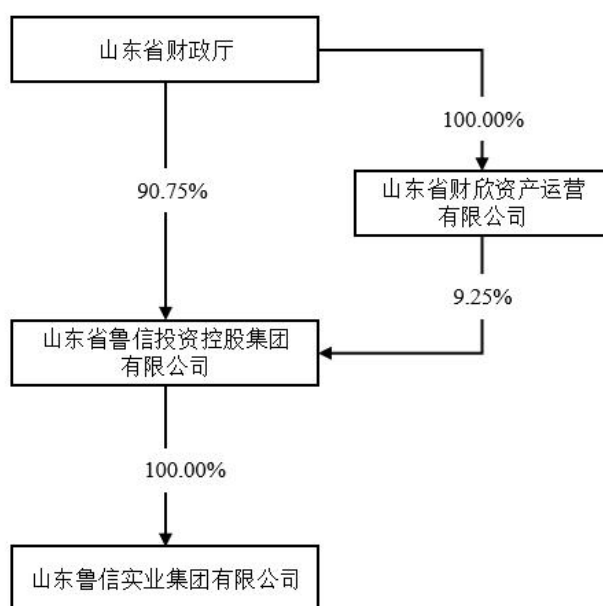 山东省财政厅
100.00%
90.75%
山东省财欣资产运营
有限公司
9.25%
山东省鲁信投资控股集团
有限公司
100.00%
山东鲁信实业集团有限公司